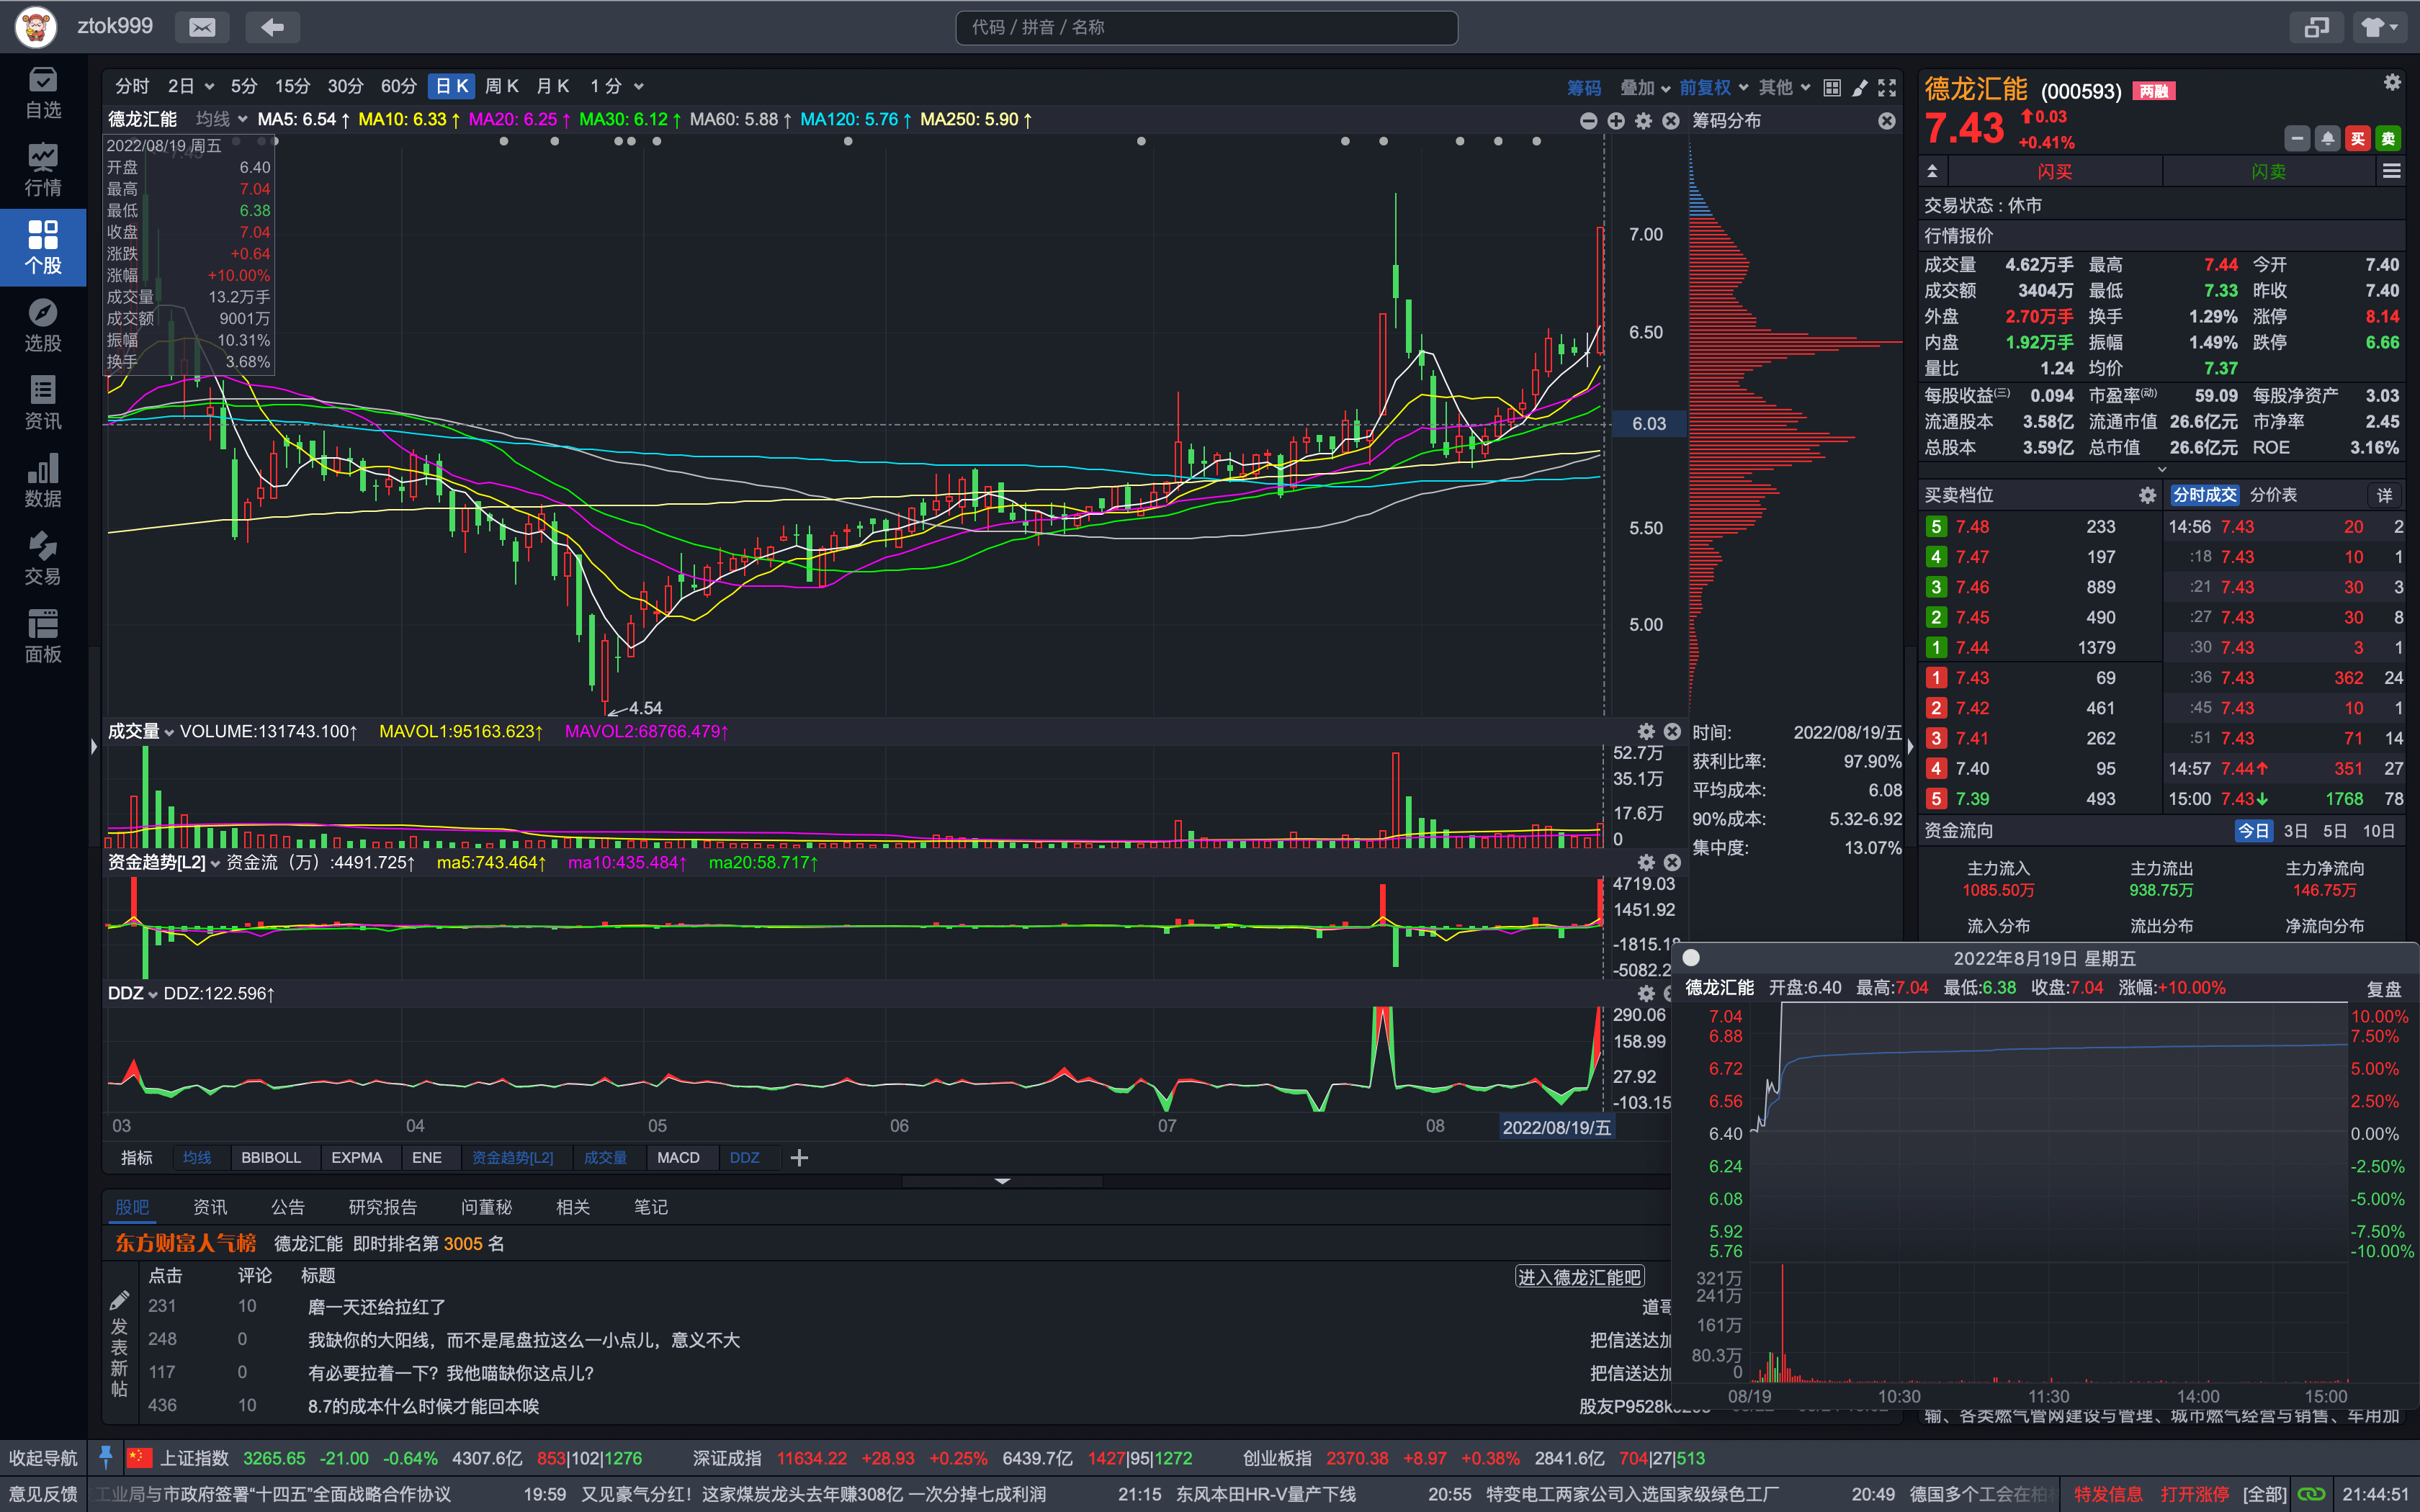 ztok999
代码 / 拼音 / 名称
自选
行情
个股
选股
资讯
数据
交易
面板
分时 2日 5分 15分 30分 60分 日K 周K 月K 1分
筹码 叠加 前复权 其他
德龙汇能 均线 MA5: 6.54↑ MA10: 6.33↑ MA20: 6.25↑ MA30: 6.12↑ MA60: 5.88↑ MA120: 5.76↑ MA250: 5.90↑
筹码分布
2022/08/19 周五
开盘 6.40
最高 7.04
最低 6.38
收盘 7.04
涨跌 +0.64
涨幅 +10.00%
成交量 13.2万手
成交额 9001万
振幅 10.31%
换手 3.68%
7.00
6.50
6.03
5.50
5.00
4.54
成交量 VOLUME:131743.100↑ MAVOL1:95163.623↑ MAVOL2:68766.479↑
52.7万
35.1万
17.6万
0
时间: 2022/08/19/五
获利比率: 97.90%
平均成本: 6.08
90%成本: 5.32-6.92
集中度: 13.07%
资金趋势[L2] 资金流（万）:4491.725↑ ma5:743.464↑ ma10:435.484↑ ma20:58.717↑
4719.03
1451.92
-1815.18
-5082.2
DDZ DDZ:122.596↑
290.06
158.99
27.92
-103.15
03 04 05 06 07 08 2022/08/19/五
指标 均线 BBIBOLL EXPMA ENE 资金趋势[L2] 成交量 MACD DDZ
股吧 资讯 公告 研究报告 问董秘 相关 笔记
东方财富人气榜 德龙汇能 即时排名第 3005 名
点击 评论 标题 进入德龙汇能吧
发表新帖
231 10 磨一天还给拉红了 道哥
248 0 我缺你的大阳线，而不是尾盘拉这么一小点儿，意义不大 把信送达加
117 0 有必要拉着一下？我他喵缺你这点儿？ 把信送达加
436 10 8.7的成本什么时候才能回本唉 股友P9528k
德龙汇能 (000593) 两融
7.43 0.03
+0.41%
买 卖
闪买 闪卖
交易状态 : 休市
行情报价
成交量 4.62万手 最高 7.44 今开 7.40
成交额 3404万 最低 7.33 昨收 7.40
外盘 2.70万手 换手 1.29% 涨停 8.14
内盘 1.92万手 振幅 1.49% 跌停 6.66
量比 1.24 均价 7.37
每股收益(三) 0.094 市盈率(动) 59.09 每股净资产 3.03
流通股本 3.58亿 流通市值 26.6亿元 市净率 2.45
总股本 3.59亿 总市值 26.6亿元 ROE 3.16%
买卖档位 分时成交 分价表 详
5 7.48 233 14:56 7.43 20 2
4 7.47 197 :18 7.43 10 1
3 7.46 889 :21 7.43 30 3
2 7.45 490 :27 7.43 30 8
1 7.44 1379 :30 7.43 3 1
1 7.43 69 :36 7.43 362 24
2 7.42 461 :45 7.43 10 1
3 7.41 262 :51 7.43 71 14
4 7.40 95 14:57 7.44↑ 351 27
5 7.39 493 15:00 7.43↓ 1768 78
资金流向 今日 3日 5日 10日
主力流入 主力流出 主力净流向
1085.50万 938.75万 146.75万
流入分布 流出分布 净流向分布
2022年8月19日 星期五
德龙汇能 开盘:6.40 最高:7.04 最低:6.38 收盘:7.04 涨幅:+10.00% 复盘
7.04 10.00%
6.88 7.50%
6.72 5.00%
6.56 2.50%
6.40 0.00%
6.24 -2.50%
6.08 -5.00%
5.92 -7.50%
5.76 -10.00%
321万
241万
161万
80.3万
0
08/19 10:30 11:30 14:00 15:00
输、各类燃气管网建设与管理、城市燃气经营与销售、车用加
收起导航 上证指数 3265.65 -21.00 -0.64% 4307.6亿 853|102|1276 深证成指 11634.22 +28.93 +0.25% 6439.7亿 1427|95|1272 创业板指 2370.38 +8.97 +0.38% 2841.6亿 704|27|513
意见反馈 工业局与市政府签署“十四五”全面战略合作协议 19:59 又见豪气分红！这家煤炭龙头去年赚308亿 一次分掉七成利润 21:15 东风本田HR-V量产下线 20:55 特变电工两家公司入选国家级绿色工厂 20:49 德国多个工会在柏 特发信息 打开涨停 [全部] 21:44:51